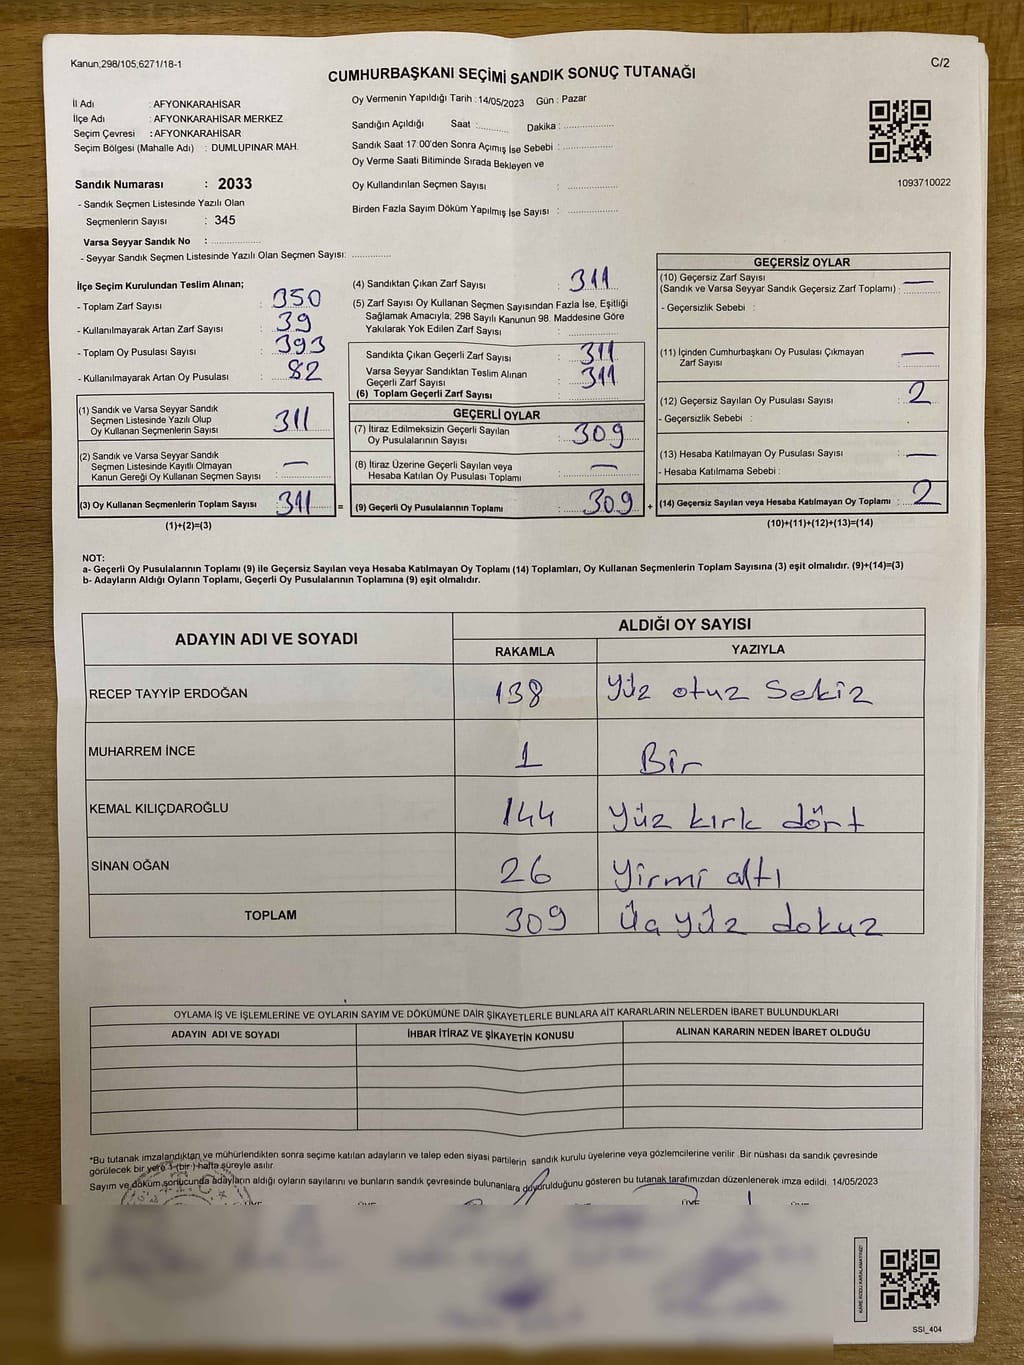 Kanun;298/105;6271/18-1
C/2
CUMHURBAŞKANI SEÇİMİ SANDIK SONUÇ TUTANAĞI
İl Adı : AFYONKARAHİSAR
İlçe Adı : AFYONKARAHİSAR MERKEZ
Seçim Çevresi : AFYONKARAHİSAR
Seçim Bölgesi (Mahalle Adı) : DUMLUPINAR MAH.
Oy Vermenin Yapıldığı Tarih : 14/05/2023 Gün : Pazar
Sandığın Açıldığı Saat : Dakika :
Sandık Saat 17:00'den Sonra Açımış İse Sebebi :
Oy Verme Saati Bitiminde Sırada Bekleyen ve
Oy Kullandırılan Seçmen Sayısı :
Birden Fazla Sayım Döküm Yapılmış İse Sayısı :
1093710022
Sandık Numarası : 2033
- Sandık Seçmen Listesinde Yazılı Olan
Seçmenlerin Sayısı : 345
Varsa Seyyar Sandık No :
- Seyyar Sandık Seçmen Listesinde Yazılı Olan Seçmen Sayısı:
İlçe Seçim Kurulundan Teslim Alınan;
- Toplam Zarf Sayısı : 350
- Kullanılmayarak Artan Zarf Sayısı : 39
- Toplam Oy Pusulası Sayısı : 393
- Kullanılmayarak Artan Oy Pusulası : 82
(1) Sandık ve Varsa Seyyar Sandık
Seçmen Listesinde Yazılı Olup
Oy Kullanan Seçmenlerin Sayısı : 311
(2) Sandık ve Varsa Seyyar Sandık
Seçmen Listesinde Kayıtlı Olmayan
Kanun Gereği Oy Kullanan Seçmen Sayısı : —
(3) Oy Kullanan Seçmenlerin Toplam Sayısı : 311 =
(1)+(2)=(3)
(4) Sandıktan Çıkan Zarf Sayısı : 311
(5) Zarf Sayısı Oy Kullanan Seçmen Sayısından Fazla İse, Eşitliği
Sağlamak Amacıyla; 298 Sayılı Kanunun 98. Maddesine Göre
Yakılarak Yok Edilen Zarf Sayısı :
Sandıkta Çıkan Geçerli Zarf Sayısı : 311
Varsa Seyyar Sandıktan Teslim Alınan
Geçerli Zarf Sayısı : 311
(6) Toplam Geçerli Zarf Sayısı :
GEÇERLİ OYLAR
(7) İtiraz Edilmeksizin Geçerli Sayılan
Oy Pusulalarının Sayısı : 309
(8) İtiraz Üzerine Geçerli Sayılan veya
Hesaba Katılan Oy Pusulası Toplamı : —
(9) Geçerli Oy Pusulalarının Toplamı : 309 +
GEÇERSİZ OYLAR
(10) Geçersiz Zarf Sayısı
(Sandık ve Varsa Seyyar Sandık Geçersiz Zarf Toplamı) : —
- Geçersizlik Sebebi :
(11) İçinden Cumhurbaşkanı Oy Pusulası Çıkmayan
Zarf Sayısı : —
(12) Geçersiz Sayılan Oy Pusulası Sayısı : 2
- Geçersizlik Sebebi :
(13) Hesaba Katılmayan Oy Pusulası Sayısı : —
- Hesaba Katılmama Sebebi :
(14) Geçersiz Sayılan veya Hesaba Katılmayan Oy Toplamı : 2
(10)+(11)+(12)+(13)=(14)
NOT:
a- Geçerli Oy Pusulalarının Toplamı (9) ile Geçersiz Sayılan veya Hesaba Katılmayan Oy Toplamı (14) Toplamları, Oy Kullanan Seçmenlerin Toplam Sayısına (3) eşit olmalıdır. (9)+(14)=(3)
b- Adayların Aldığı Oyların Toplamı, Geçerli Oy Pusulalarının Toplamına (9) eşit olmalıdır.
ADAYIN ADI VE SOYADI
ALDIĞI OY SAYISI
RAKAMLA YAZIYLA
RECEP TAYYİP ERDOĞAN 138 Yüz otuz sekiz
MUHARREM İNCE 1 Bir
KEMAL KILIÇDAROĞLU 144 Yüz kırk dört
SİNAN OĞAN 26 Yirmi altı
TOPLAM 309 Üç yüz dokuz
OYLAMA İŞ VE İŞLEMLERİNE VE OYLARIN SAYIM VE DÖKÜMÜNE DAİR ŞİKAYETLERLE BUNLARA AİT KARARLARIN NELERDEN İBARET BULUNDUKLARI
ADAYIN ADI VE SOYADI İHBAR İTİRAZ VE ŞİKAYETİN KONUSU ALINAN KARARIN NEDEN İBARET OLDUĞU
*Bu tutanak imzalandıktan ve mühürlendikten sonra seçime katılan adayların ve talep eden siyasi partilerin sandık kurulu üyelerine veya gözlemcilerine verilir .Bir nüshası da sandık çevresinde
görülecek bir yere 1 (bir ) hafta süreyle asılır.
Sayım ve döküm sonucunda adayların aldığı oyların sayılarını ve bunların sandık çevresinde bulunanlara duyurulduğunu gösteren bu tutanak tarafımızdan düzenlenerek imza edildi. 14/05/2023
KARE KODU KARALAMAYINIZ!
SSI_404